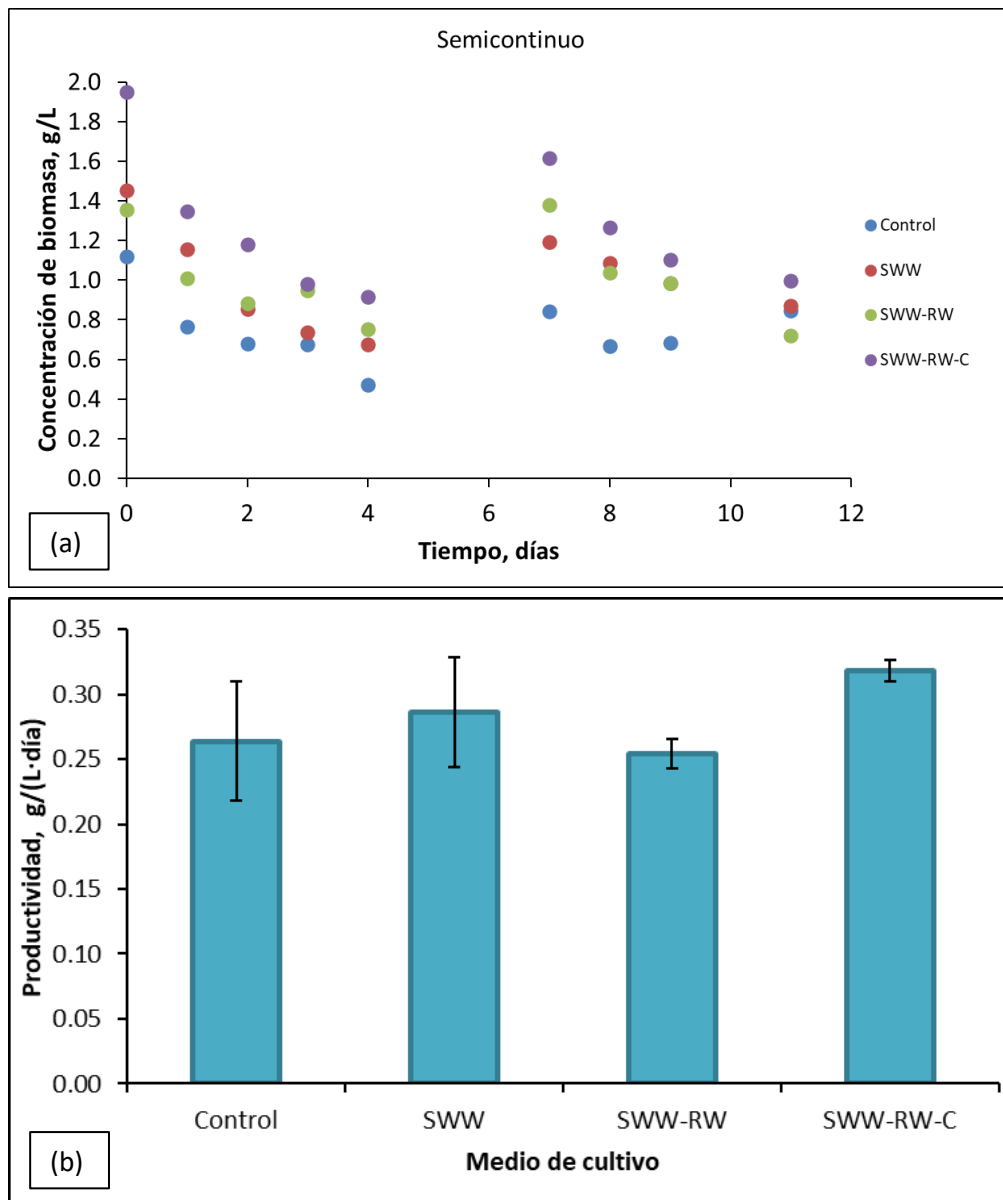 Semicontinuo
Concentración de biomasa, g/L
2.0
1.8
1.6
1.4
1.2
1.0
0.8
0.6
0.4
0.2
0.0
0 2 4 6 8 10 12
Tiempo, días
Control
SWW
SWW-RW
SWW-RW-C
(a)
Productividad, g/(L·día)
0.35
0.30
0.25
0.20
0.15
0.10
0.05
0.00
Control SWW SWW-RW SWW-RW-C
Medio de cultivo
(b)